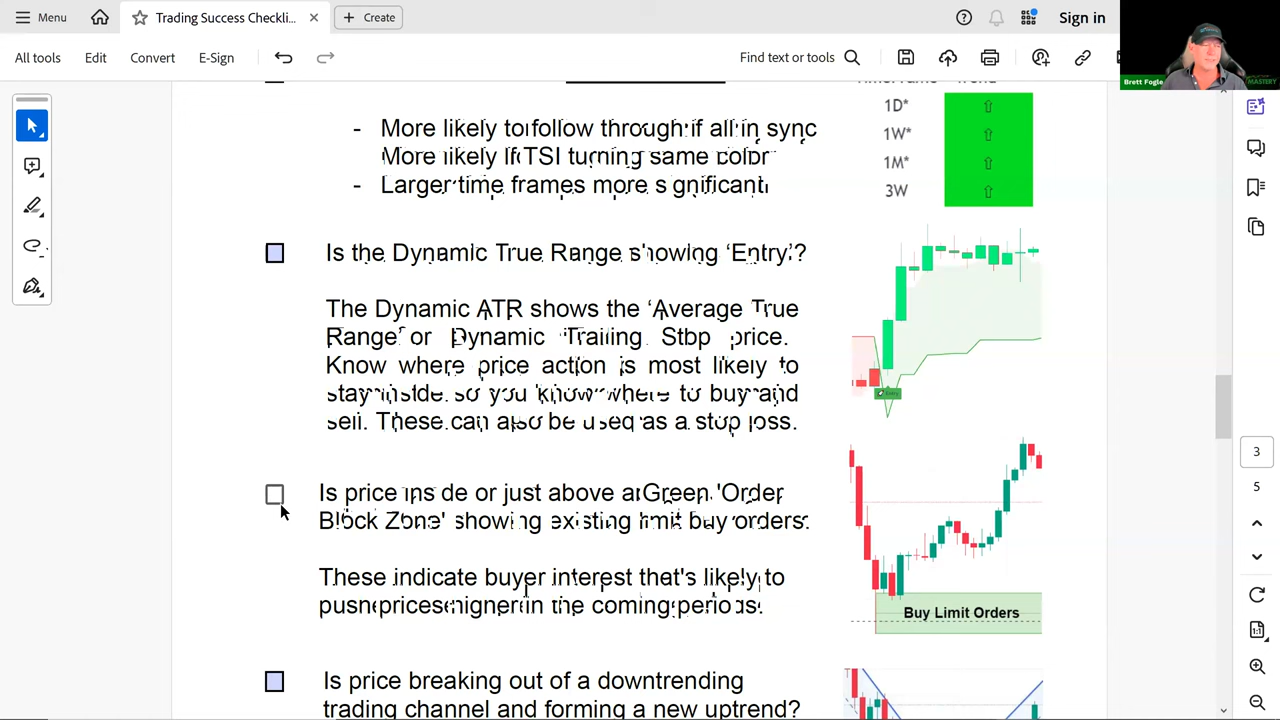 Menu
Trading Success Checkli...
Create
Sign in
All tools
Edit
Convert
E-Sign
Find text or tools
Brett Fogle
MASTERY
1D*
- More likely to follow through if all in sync
1W*
More likely If TSI turning same color
1M*
- Larger time frames more significant
3W
Is the Dynamic True Range showing ‘Entry’?
The Dynamic ATR shows the ‘Average True
Range’ or Dynamic Trailing Stop price.
Know where price action is most likely to
stay inside, so you know where to buy and
sell. These can also be used as a stop loss.
Entry
3
5
Is price inside or just above a Green 'Order
Block Zone' showing existing limit buy orders.
These indicate buyer interest that's likely to
push prices higher in the coming periods.
Buy Limit Orders
Is price breaking out of a downtrending
trading channel and forming a new uptrend?